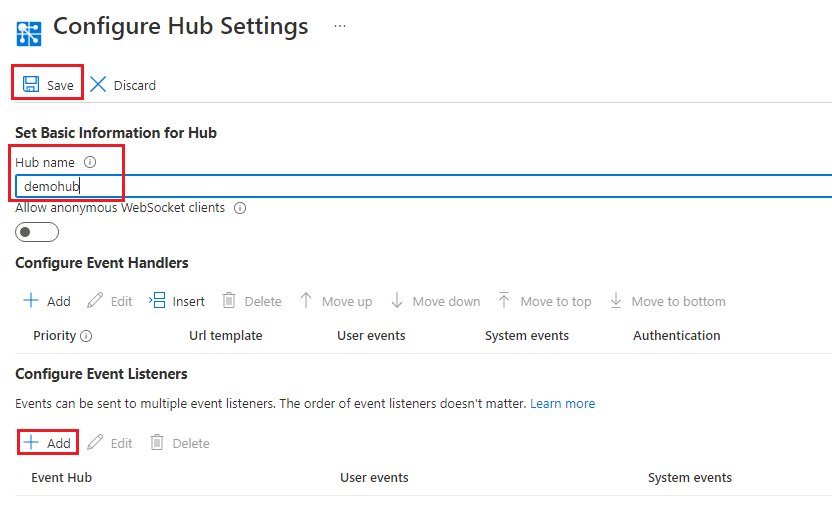 Configure Hub Settings ...
Save Discard
Set Basic Information for Hub
Hub name
demohub
Allow anonymous WebSocket clients
Configure Event Handlers
Add Edit Insert Delete Move up Move down Move to top Move to bottom
Priority Url template User events System events Authentication
Configure Event Listeners
Events can be sent to multiple event listeners. The order of event listeners doesn't matter. Learn more
Add Edit Delete
Event Hub User events System events